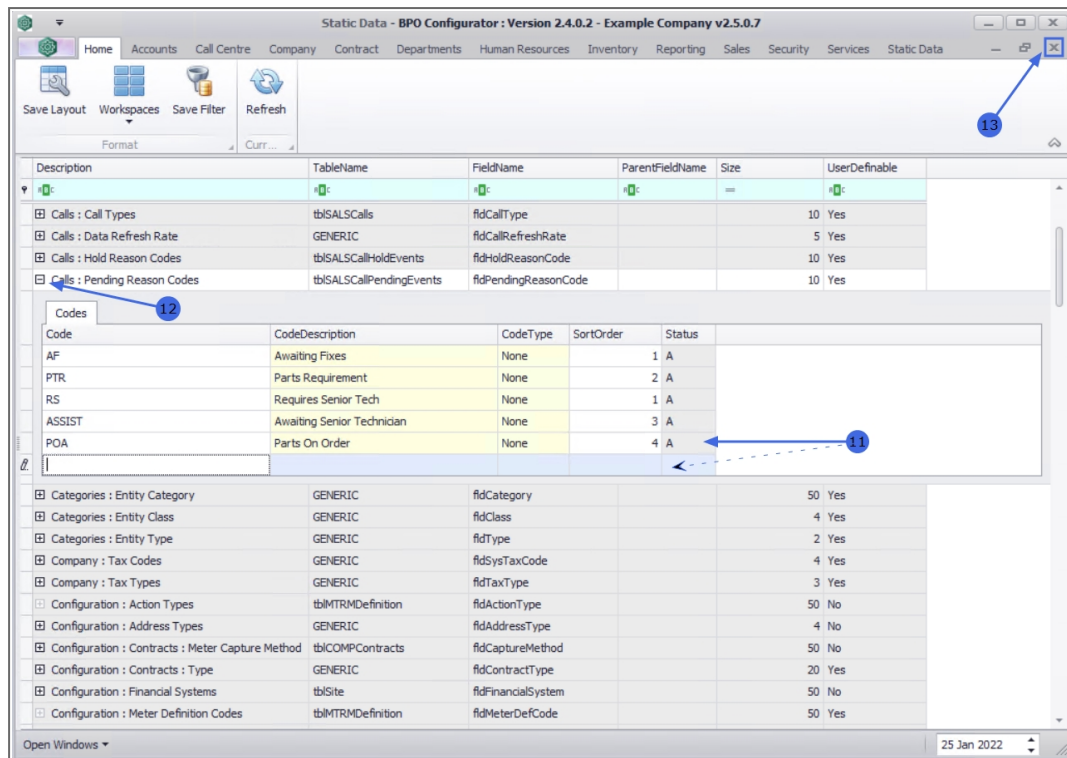 Static Data - BPO Configurator : Version 2.4.0.2 - Example Company v2.5.0.7
Home Accounts Call Centre Company Contract Departments Human Resources Inventory Reporting Sales Security Services Static Data
Save Layout Workspaces Save Filter Refresh
13
Format Curr...
Description TableName FieldName ParentFieldName Size UserDefinable
Calls : Call Types tblSALSCalls fldCallType 10 Yes
Calls : Data Refresh Rate GENERIC fldCallRefreshRate 5 Yes
Calls : Hold Reason Codes tblSALSCallHoldEvents fldHoldReasonCode 10 Yes
Calls : Pending Reason Codes tblSALSCallPendingEvents fldPendingReasonCode 10 Yes
12
Codes
Code CodeDescription CodeType SortOrder Status
AF Awaiting Fixes None 1 A
PTR Parts Requirement None 2 A
RS Requires Senior Tech None 1 A
ASSIST Awaiting Senior Technician None 3 A
POA Parts On Order None 4 A
11
Categories : Entity Category GENERIC fldCategory 50 Yes
Categories : Entity Class GENERIC fldClass 4 Yes
Categories : Entity Type GENERIC fldType 2 Yes
Company : Tax Codes GENERIC fldSysTaxCode 4 Yes
Company : Tax Types GENERIC fldTaxType 3 Yes
Configuration : Action Types tblMTRMDefinition fldActionType 50 No
Configuration : Address Types GENERIC fldAddressType 4 No
Configuration : Contracts : Meter Capture Method tblCOMPContracts fldCaptureMethod 50 No
Configuration : Contracts : Type GENERIC fldContractType 20 Yes
Configuration : Financial Systems tblSite fldFinancialSystem 50 No
Configuration : Meter Definition Codes tblMTRMDefinition fldMeterDefCode 50 Yes
Open Windows 25 Jan 2022